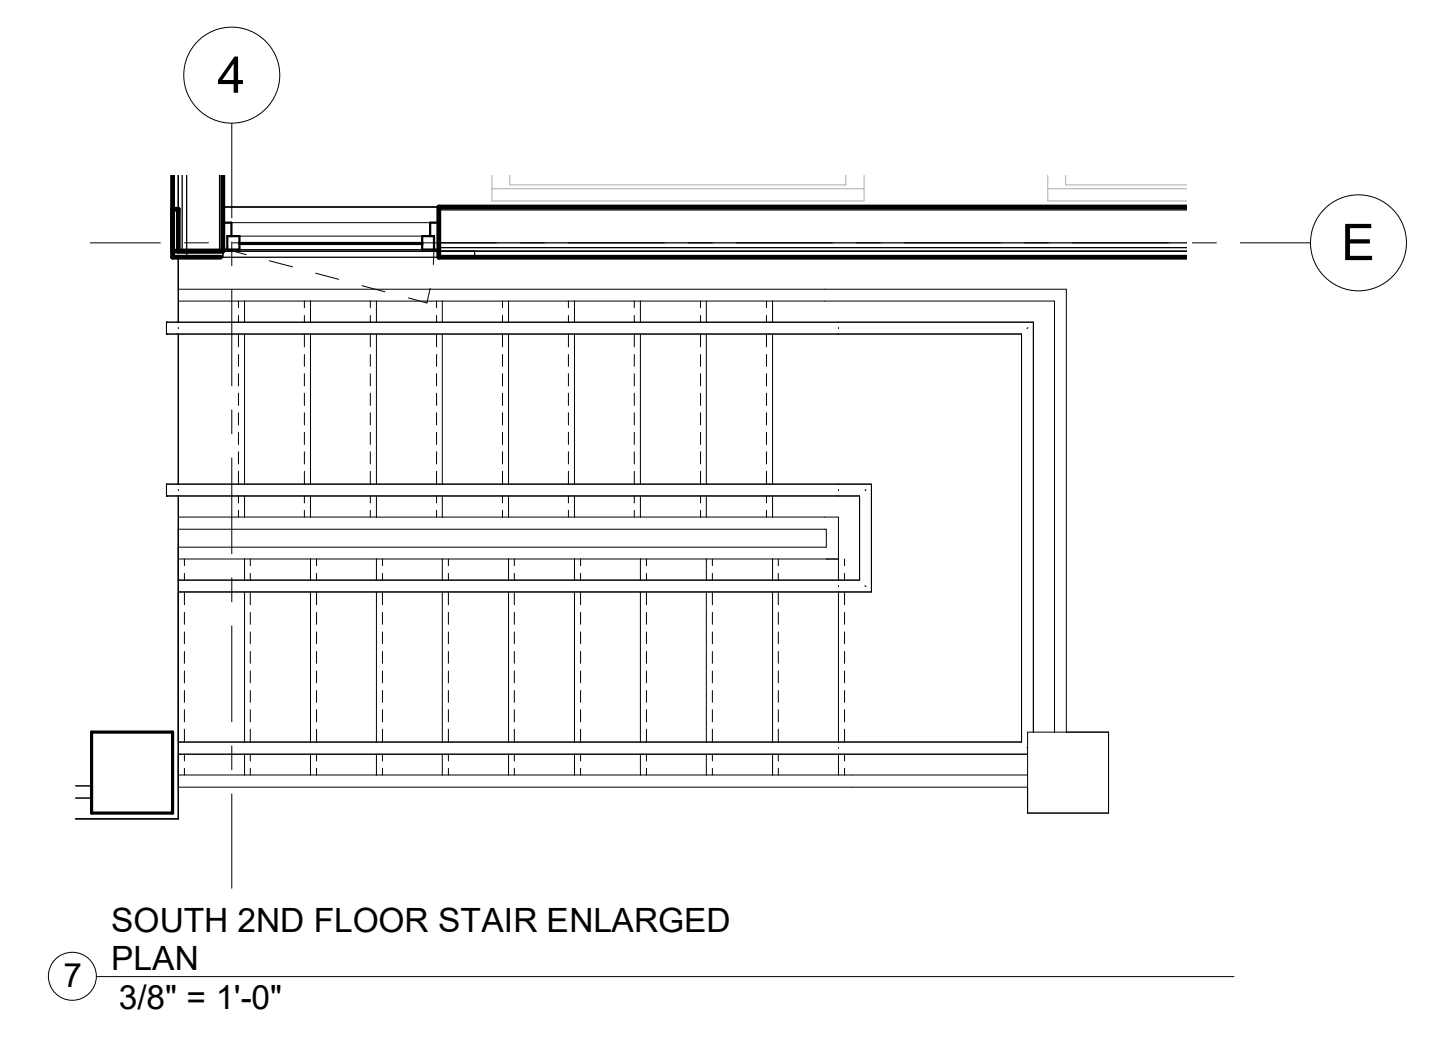 4
E
SOUTH 2ND FLOOR STAIR ENLARGED
PLAN
7
3/8" = 1'-0"